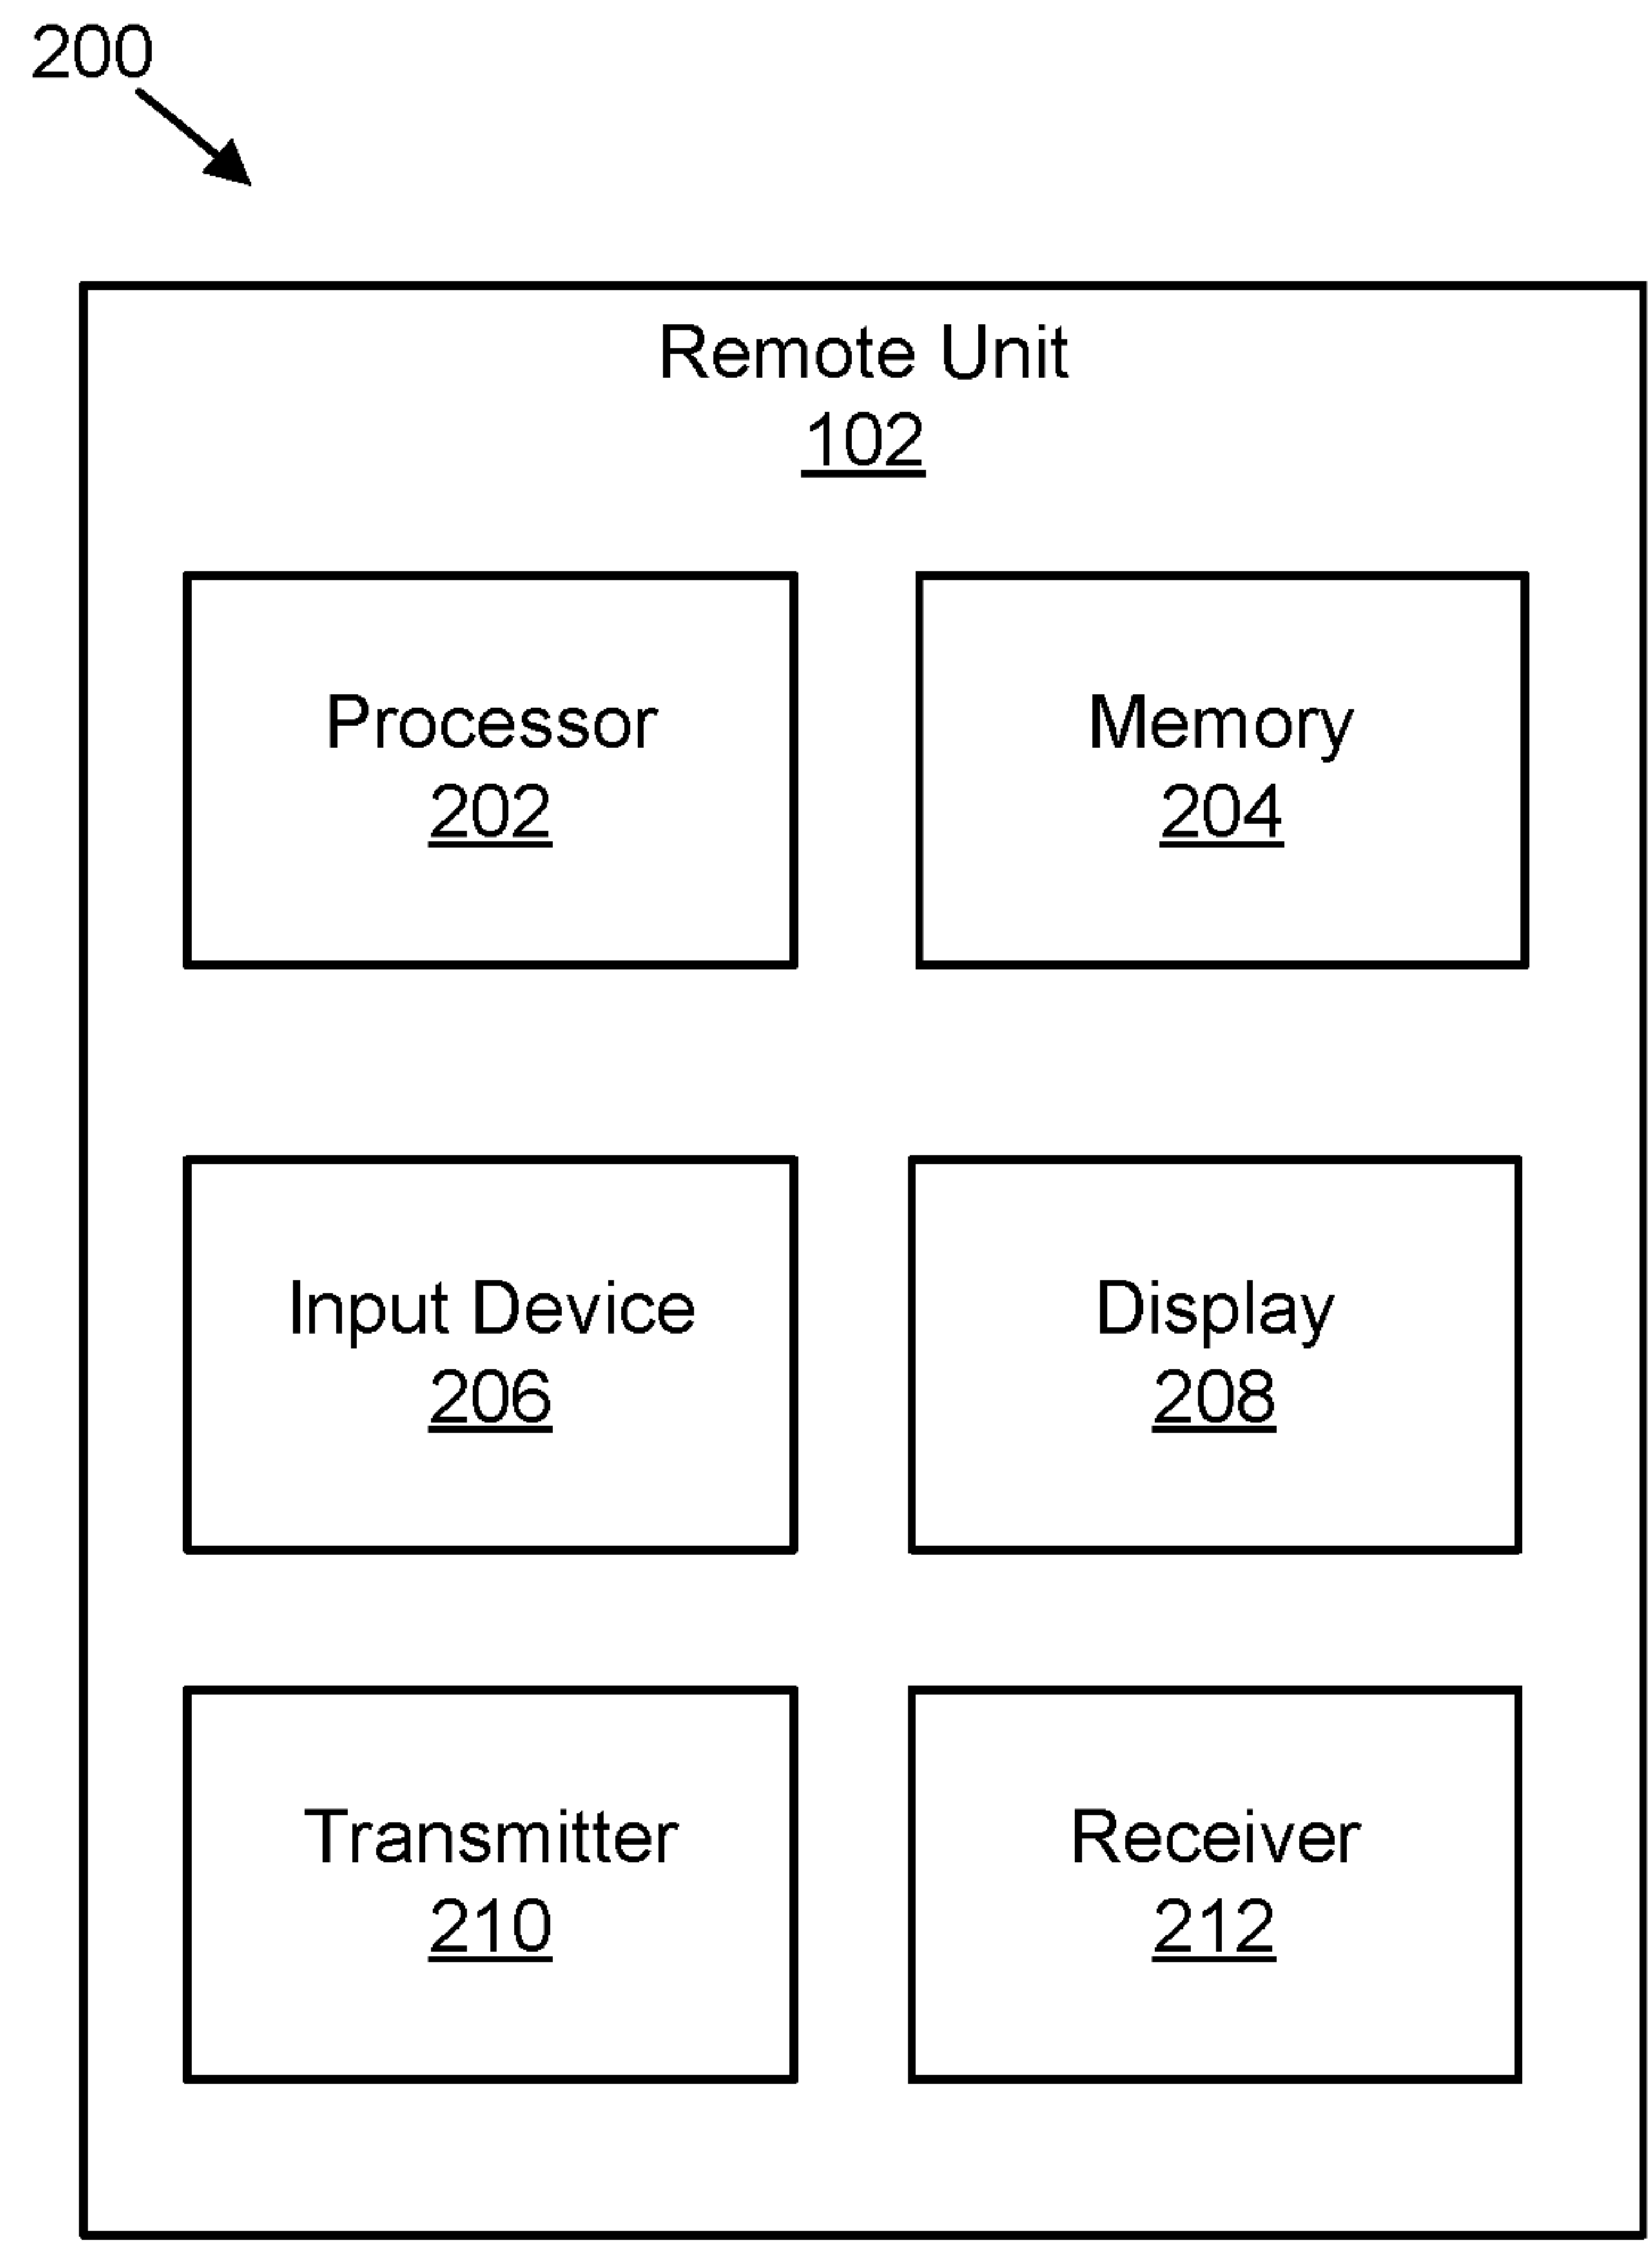 200
Remote Unit
102
Processor
202
Memory
204
Input Device
206
Display
208
Transmitter
210
Receiver
212